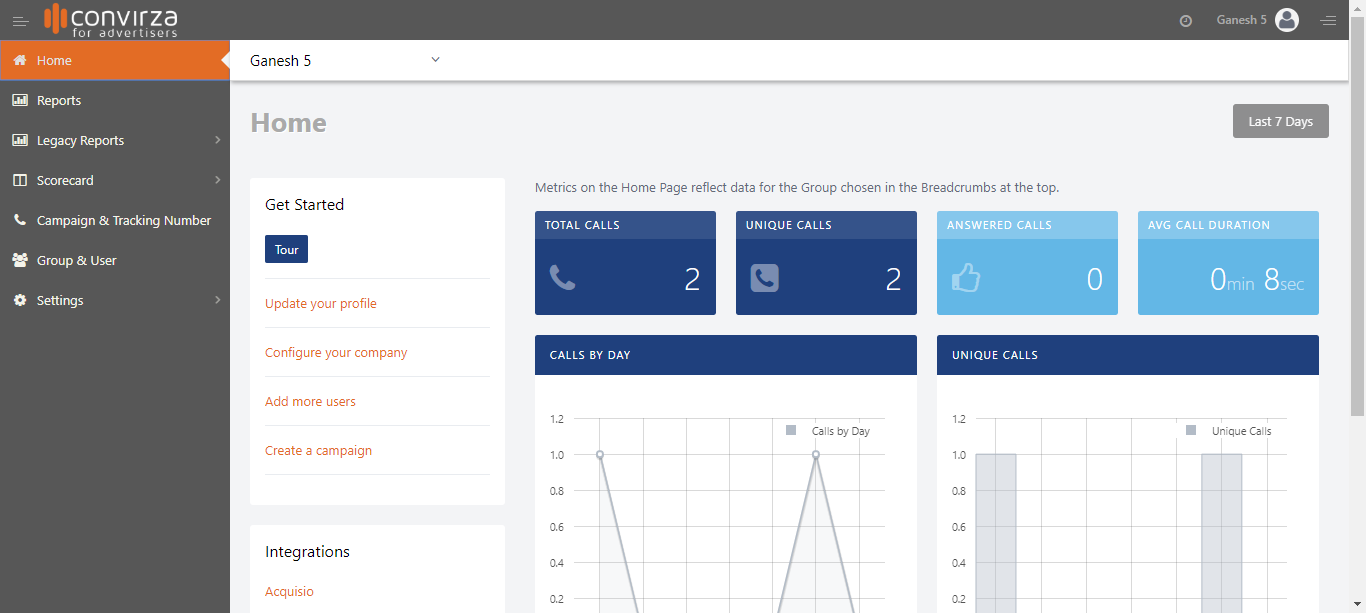 convirza
for advertisers
Ganesh 5
Home
Reports
Legacy Reports
Scorecard
Campaign & Tracking Number
Group & User
Settings
Ganesh 5
Home
Last 7 Days
Get Started
Tour
Update your profile
Configure your company
Add more users
Create a campaign
Integrations
Acquisio
Metrics on the Home Page reflect data for the Group chosen in the Breadcrumbs at the top.
TOTAL CALLS
2
UNIQUE CALLS
2
ANSWERED CALLS
0
AVG CALL DURATION
0min 8sec
CALLS BY DAY
1.2
1.0
0.8
0.6
0.4
0.2
Calls by Day
UNIQUE CALLS
1.2
1.0
0.8
0.6
0.4
0.2
Unique Calls